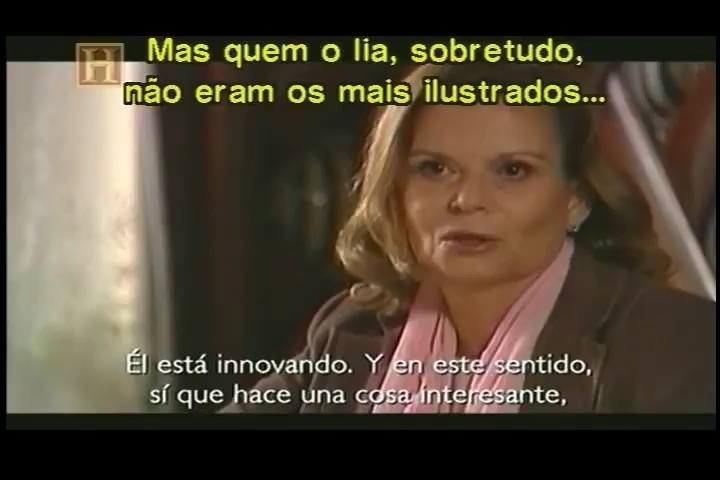 H
Mas quem o lia, sobretudo,
não eram os mais ilustrados...
Él está innovando. Y en este sentido,
sí que hace una cosa interesante,